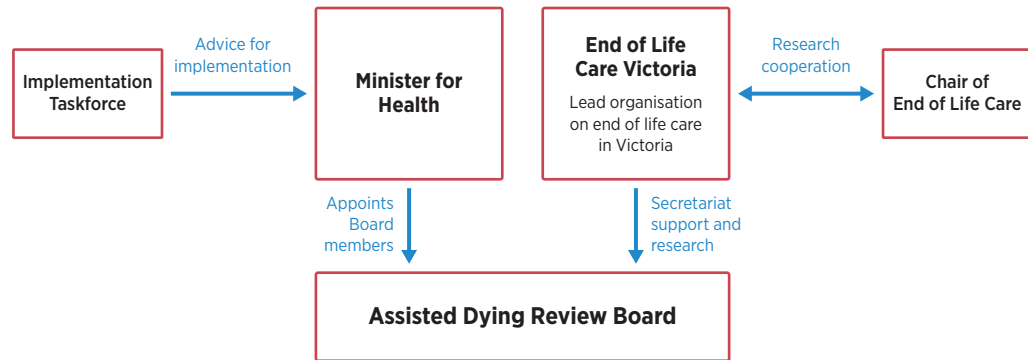 Implementation
Taskforce
Advice for
implementation
Minister for
Health
End of Life
Care Victoria
Lead organisation
on end of life care
in Victoria
Research
cooperation
Chair of
End of Life Care
Appoints
Board
members
Secretariat
support and
research
Assisted Dying Review Board